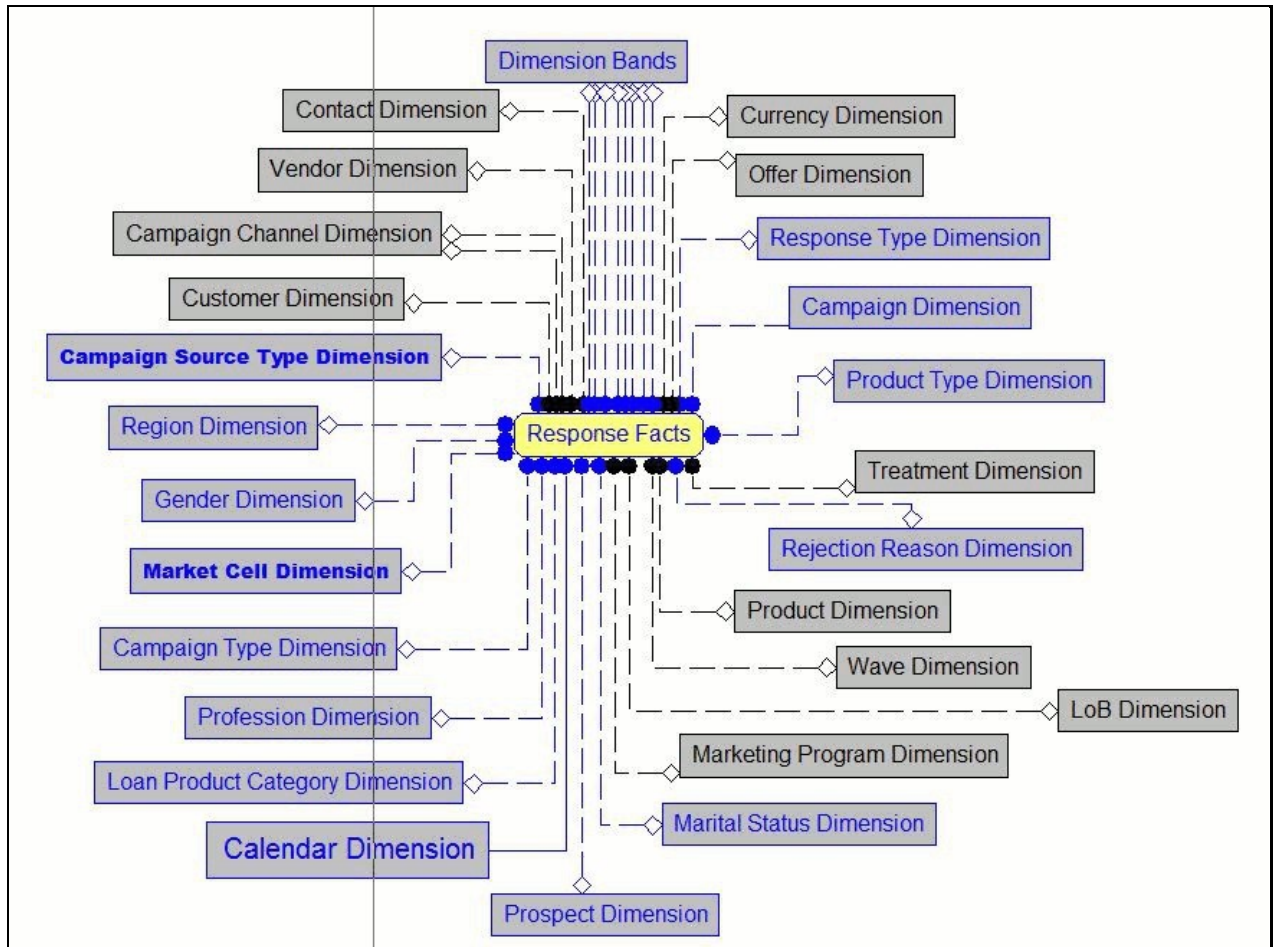 Dimension Bands
Contact Dimension
Currency Dimension
Vendor Dimension
Offer Dimension
Campaign Channel Dimension
Response Type Dimension
Customer Dimension
Campaign Dimension
Campaign Source Type Dimension
Product Type Dimension
Region Dimension
Response Facts
Treatment Dimension
Gender Dimension
Rejection Reason Dimension
Market Cell Dimension
Product Dimension
Campaign Type Dimension
Wave Dimension
Profession Dimension
LoB Dimension
Marketing Program Dimension
Loan Product Category Dimension
Marital Status Dimension
Calendar Dimension
Prospect Dimension